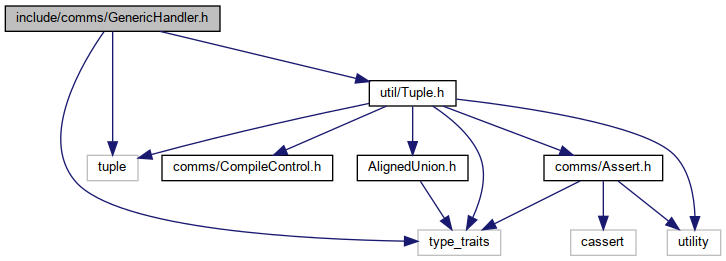 include/comms/GenericHandler.h
util/Tuple.h
tuple
comms/CompileControl.h
AlignedUnion.h
comms/Assert.h
type_traits
cassert
utility